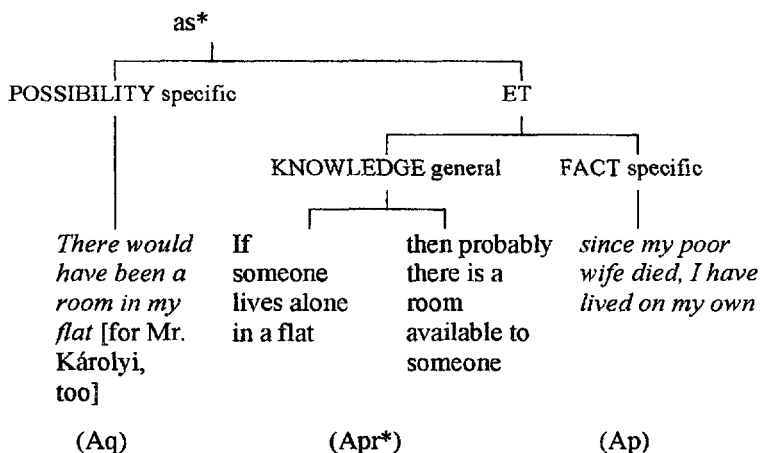 as*
POSSIBILITY specific ET
KNOWLEDGE general FACT specific
There would If then probably since my poor
have been a someone there is a wife died, I have
room in my lives alone room lived on my own
flat [for Mr. in a flat available to
Károlyi, someone
too]
(Aq) (Apr*) (Ap)